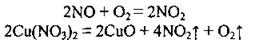 2NO + O₂ = 2NO₂
2Cu(NO₃)₂ = 2CuO + 4NO₂↑ + O₂↑